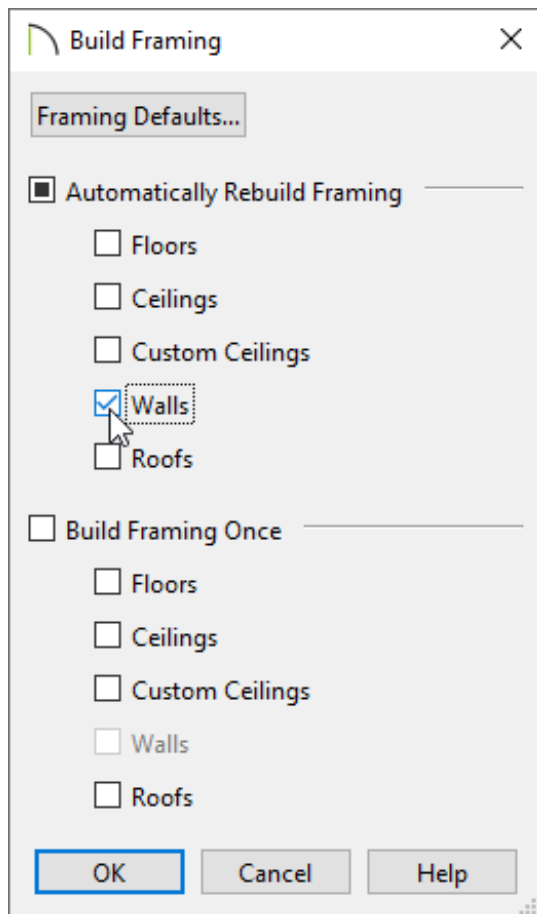 Build Framing
Framing Defaults...
Automatically Rebuild Framing
Floors
Ceilings
Custom Ceilings
Walls
Roofs
Build Framing Once
Floors
Ceilings
Custom Ceilings
Walls
Roofs
OK Cancel Help